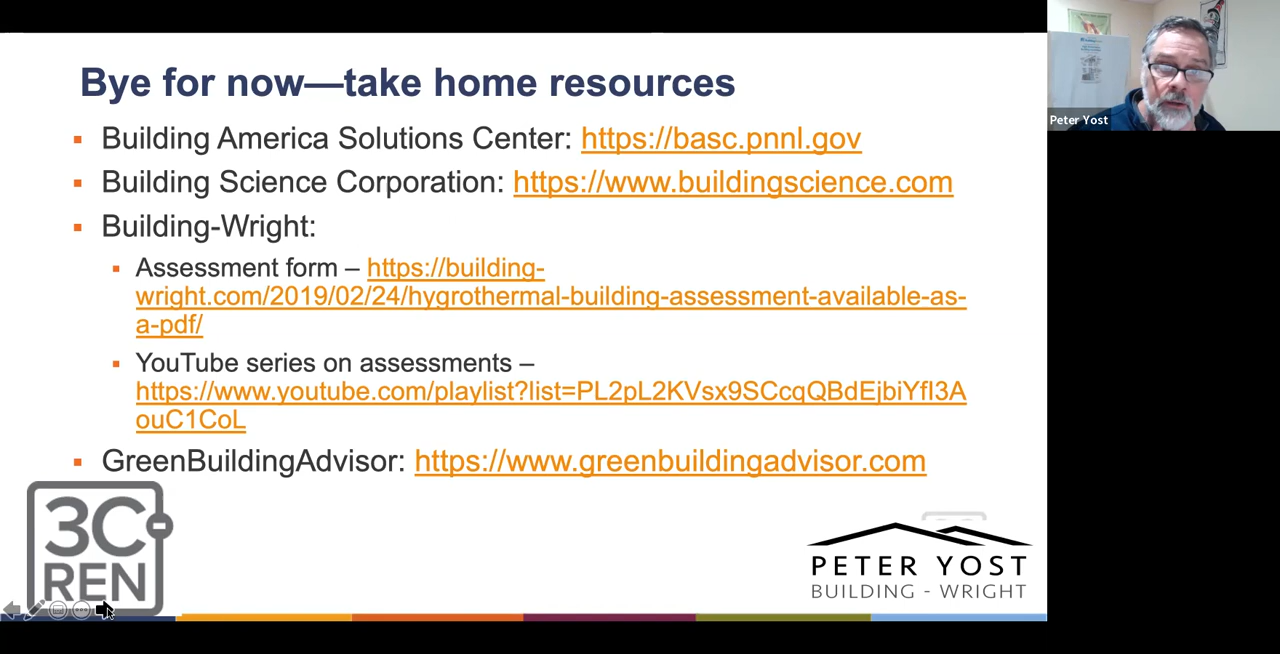 Bye for now—take home resources
Building America Solutions Center: https://basc.pnnl.gov
Building Science Corporation: https://www.buildingscience.com
Building-Wright:
Assessment form – https://building-
wright.com/2019/02/24/hygrothermal-building-assessment-available-as-
a-pdf/
YouTube series on assessments –
https://www.youtube.com/playlist?list=PL2pL2KVsx9SCcqQBdEjbiYfI3A
ouC1CoL
GreenBuildingAdvisor: https://www.greenbuildingadvisor.com
3C-
REN
PETER YOST
BUILDING - WRIGHT
Peter Yost